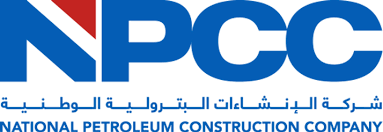 NPCC
شركة الإنشاءات البترولية الوطنية
NATIONAL PETROLEUM CONSTRUCTION COMPANY